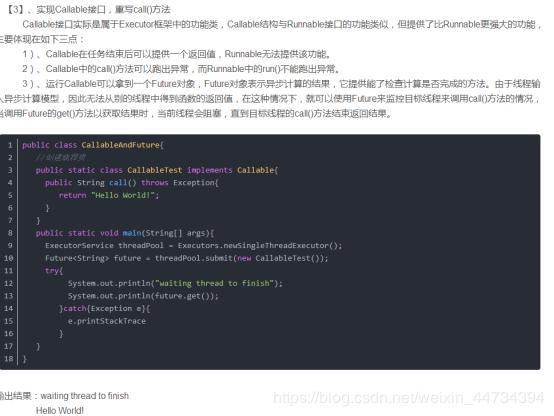 【3】、实现Callable接口，重写call()方法
Callable接口实际是属于Executor框架中的功能类，Callable结构与Runnable接口的功能类似，但提供了比Runnable更强大的功能，
主要体现在如下三点：
1）、Callable在任务结束后可以提供一个返回值，Runnable无法提供该功能。
2）、Callable中的call()方法可以跑出异常，而Runnable中的run()不能跑出异常。
3）、运行Callable可以拿到一个Future对象，Future对象表示异步计算的结果，它提供能了检查计算是否完成的方法。由于线程输
入异步计算模型，因此无法从别的线程中得到函数的返回值，在这种情况下，就可以使用Future来监控目标线程来调用call()方法的情况，
当调用Future的get()方法以获取结果时，当前线程会阻塞，直到目标线程的call()方法结束返回结果。
1 public class CallableAndFuture{
2 //创建线程类
3 public static class CallableTest implements Callable{
4 public String call() throws Exception{
5 return "Hello World!";
6 }
7 }
8 public static void main(String[] args){
9 ExecutorService threadPool = Executors.newSingleThreadExecutor();
10 Future<String> future = threadPool.submit(new CallableTest());
11 try{
12 System.out.println("waiting thread to finish");
13 System.out.println(future.get());
14 }catch{Exception e){
15 e.printStackTrace
16 }
17 }
18 }
输出结果：waiting thread to finish
Hello World!
https://blog.csdn.net/weixin_44734394